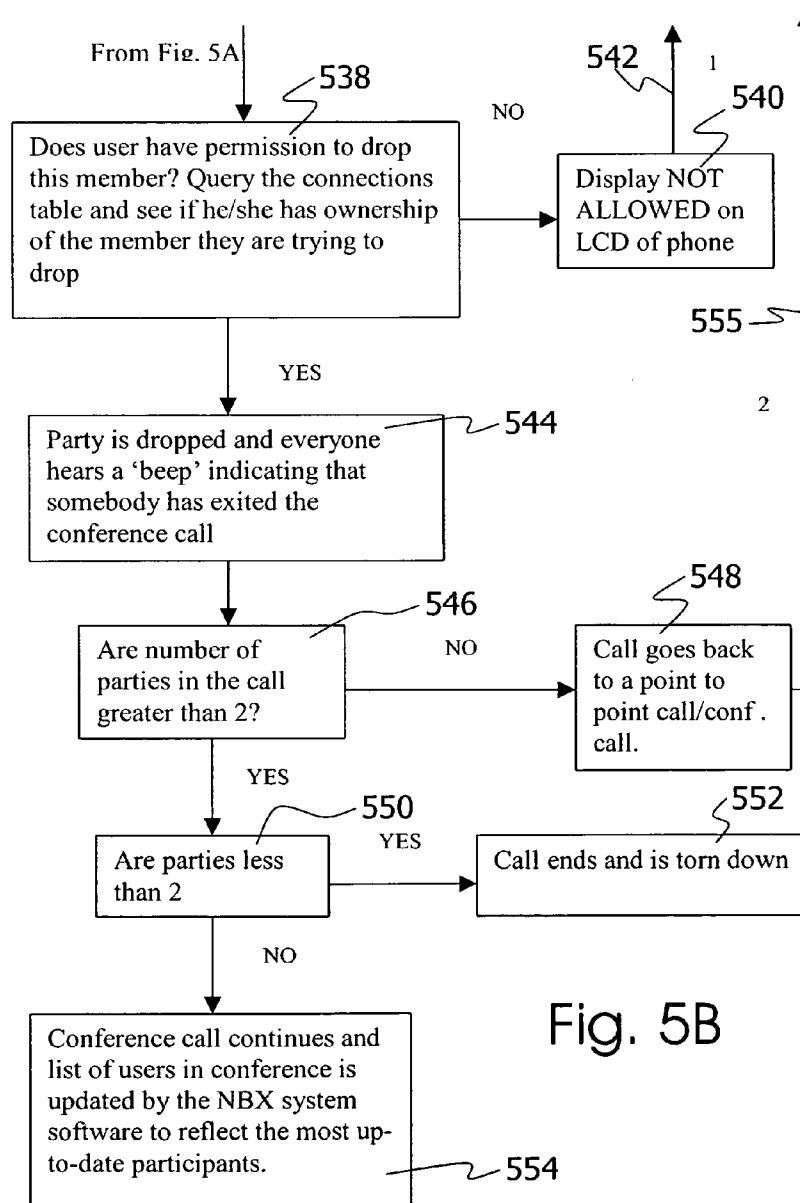 From Fig. 5A
538
542
1
540
NO
Does user have permission to drop
this member? Query the connections
table and see if he/she has ownership
of the member they are trying to
drop
Display NOT
ALLOWED on
LCD of phone
555
YES
2
544
Party is dropped and everyone
hears a ‘beep’ indicating that
somebody has exited the
conference call
546
548
NO
Are number of
parties in the call
greater than 2?
Call goes back
to a point to
point call/conf.
call.
YES
550
552
YES
Are parties less
than 2
Call ends and is torn down
NO
Fig. 5B
Conference call continues and
list of users in conference is
updated by the NBX system
software to reflect the most up-
to-date participants.
554